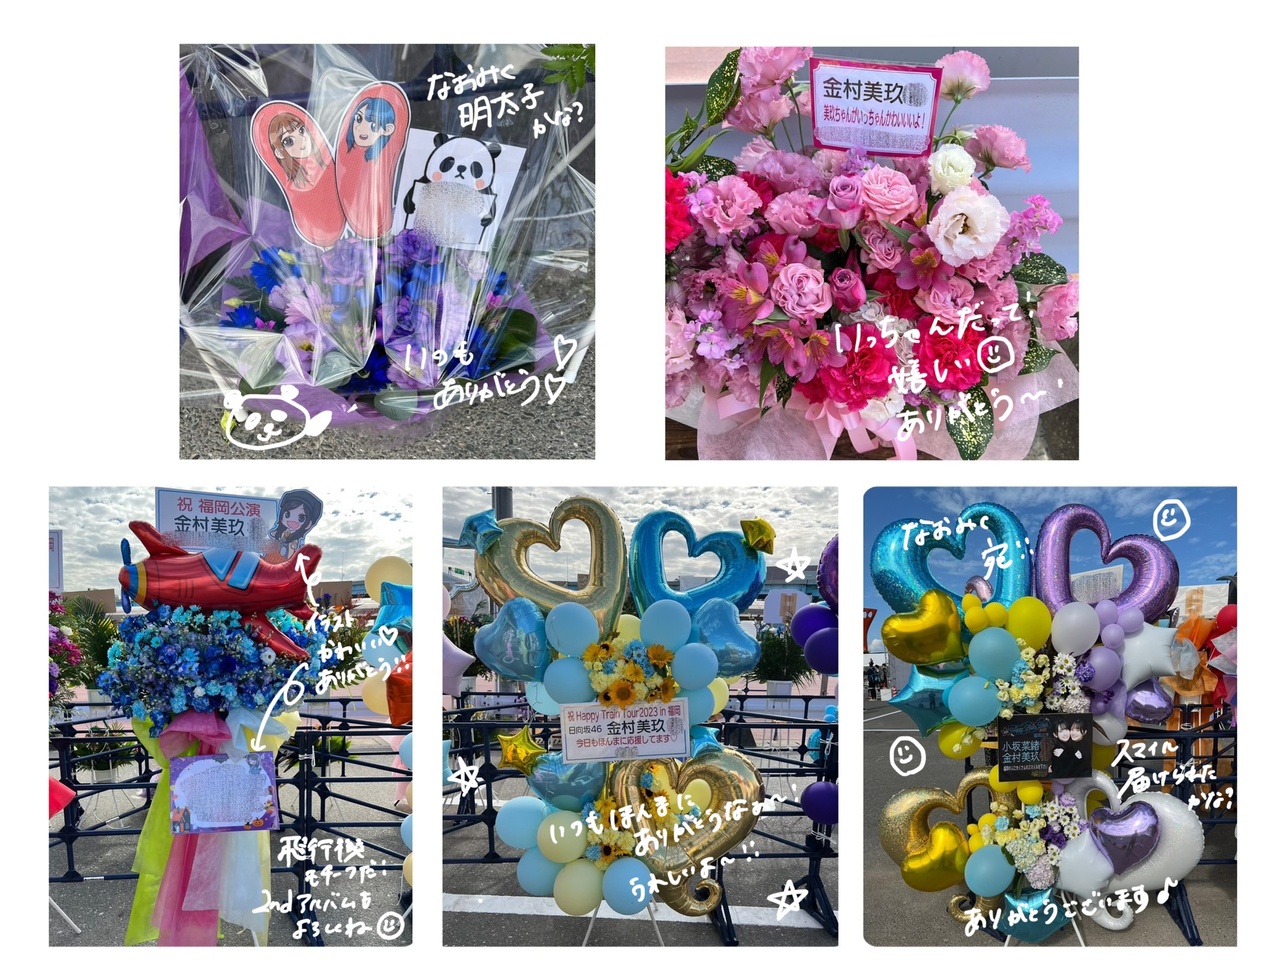 なおみく
明太子
かな?
いつも
ありがとう♡
金村美玖
美玖ちゃんがいっちゃんかわいいよ!
いっちゃんだって!
嬉しい
ありがとう〜!
祝 福岡公演
金村美玖
イラスト
かわいい♡
ありがとう!!
飛行機
モチーフだ!
2ndアルバムも
よろしくね
祝 Happy Train Tour2023 in 福岡
日向坂46 金村美玖
今日もほんまに応援してます♡
いつもほんまに
ありがとうなぁ〜!
うれしいよ〜!!
なおみく
宛!!
小坂菜緒
金村美玖
スマイル
届けられた
かな?
ありがとうございます♪